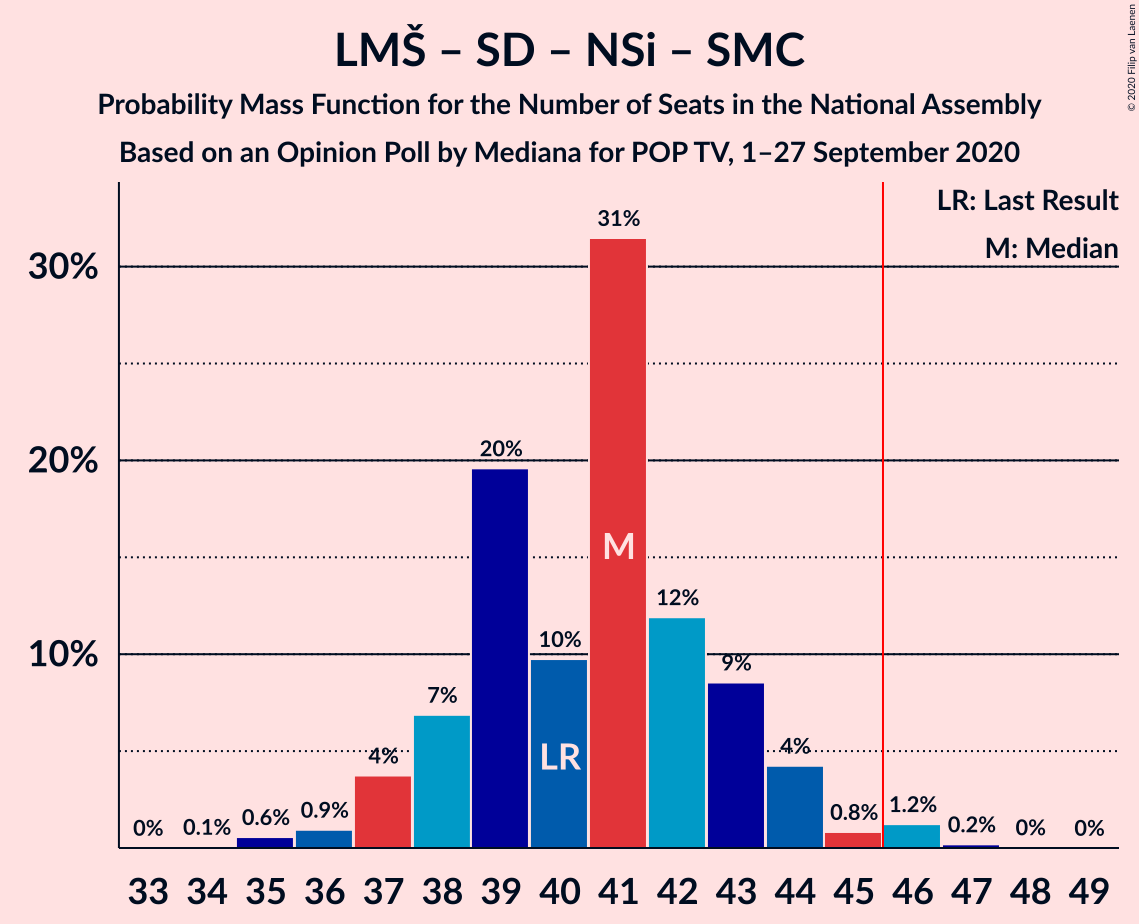 LMŠ – SD – NSi – SMC
Probability Mass Function for the Number of Seats in the National Assembly
Based on an Opinion Poll by Mediana for POP TV, 1–27 September 2020
© 2020 Filip van Laenen
LR: Last Result
M: Median
30%
20%
10%
0%
0.1%
0.6%
0.9%
4%
7%
20%
10%
31%
12%
9%
4%
0.8%
1.2%
0.2%
0%
0%
M
LR
33 34 35 36 37 38 39 40 41 42 43 44 45 46 47 48 49